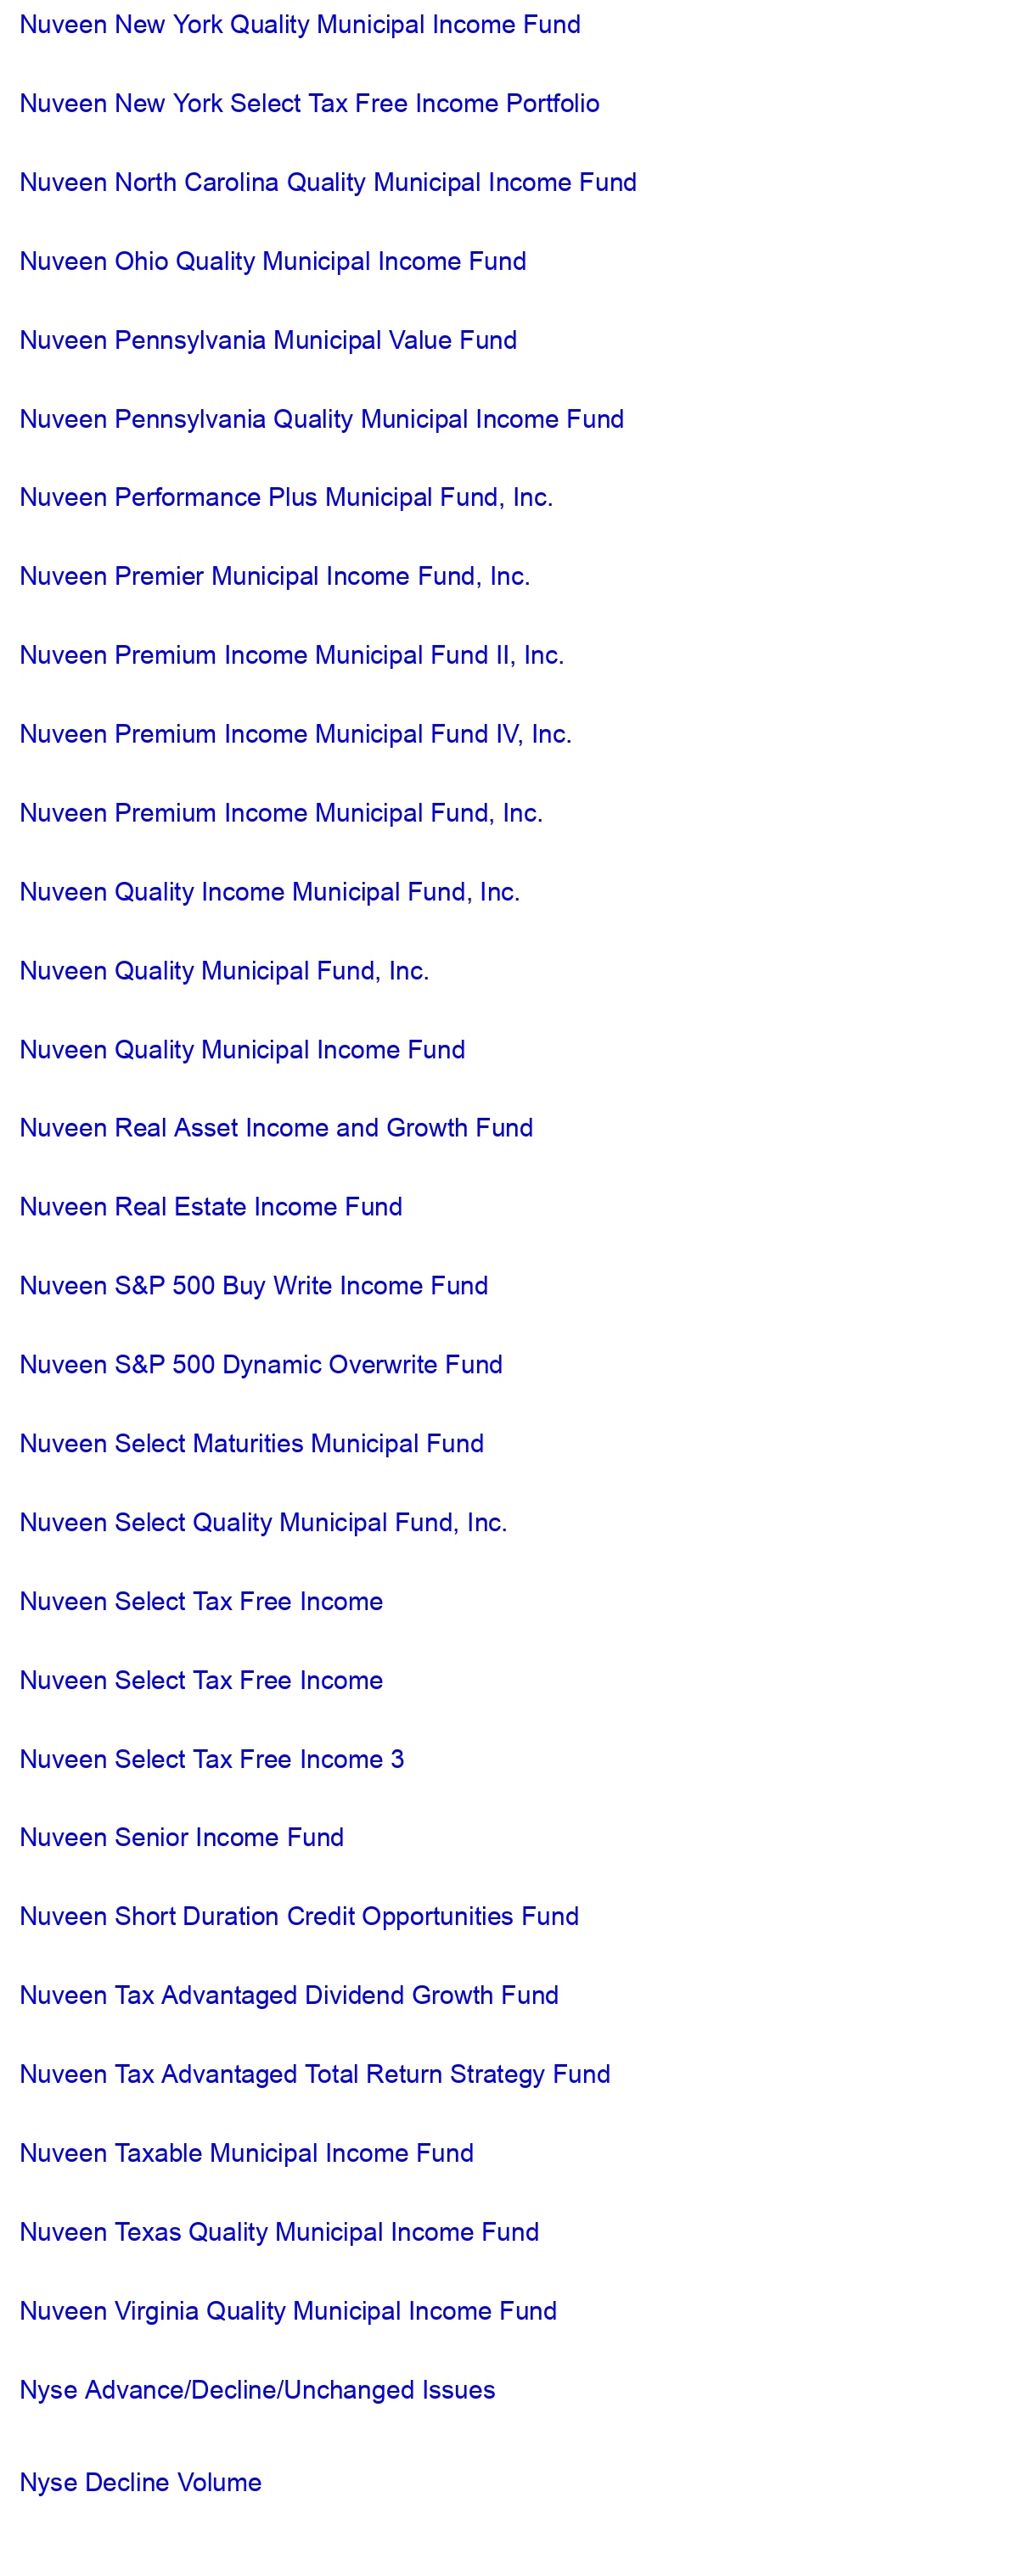 Nuveen New York Quality Municipal Income Fund
Nuveen New York Select Tax Free Income Portfolio
Nuveen North Carolina Quality Municipal Income Fund
Nuveen Ohio Quality Municipal Income Fund
Nuveen Pennsylvania Municipal Value Fund
Nuveen Pennsylvania Quality Municipal Income Fund
Nuveen Performance Plus Municipal Fund, Inc.
Nuveen Premier Municipal Income Fund, Inc.
Nuveen Premium Income Municipal Fund II, Inc.
Nuveen Premium Income Municipal Fund IV, Inc.
Nuveen Premium Income Municipal Fund, Inc.
Nuveen Quality Income Municipal Fund, Inc.
Nuveen Quality Municipal Fund, Inc.
Nuveen Quality Municipal Income Fund
Nuveen Real Asset Income and Growth Fund
Nuveen Real Estate Income Fund
Nuveen S&P 500 Buy Write Income Fund
Nuveen S&P 500 Dynamic Overwrite Fund
Nuveen Select Maturities Municipal Fund
Nuveen Select Quality Municipal Fund, Inc.
Nuveen Select Tax Free Income
Nuveen Select Tax Free Income
Nuveen Select Tax Free Income 3
Nuveen Senior Income Fund
Nuveen Short Duration Credit Opportunities Fund
Nuveen Tax Advantaged Dividend Growth Fund
Nuveen Tax Advantaged Total Return Strategy Fund
Nuveen Taxable Municipal Income Fund
Nuveen Texas Quality Municipal Income Fund
Nuveen Virginia Quality Municipal Income Fund
Nyse Advance/Decline/Unchanged Issues
Nyse Decline Volume